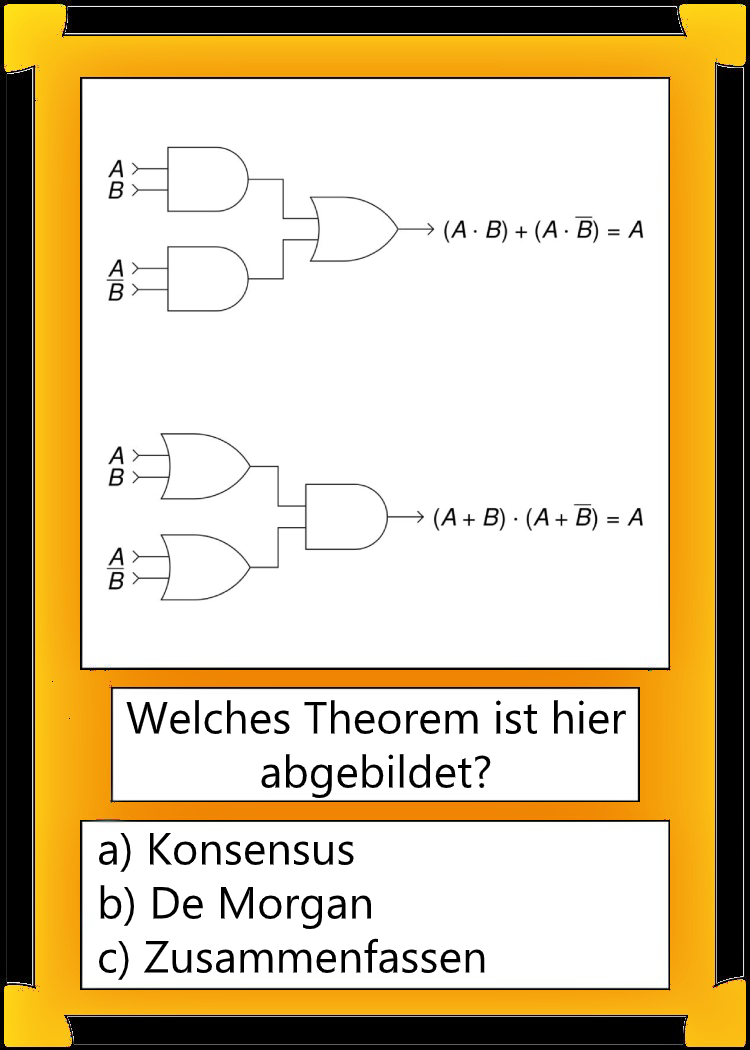 A
B
(A · B) + (A · B̅) = A
A
B̅
A
B
(A + B) · (A + B̅) = A
A
B̅
Welches Theorem ist hier
abgebildet?
a) Konsensus
b) De Morgan
c) Zusammenfassen